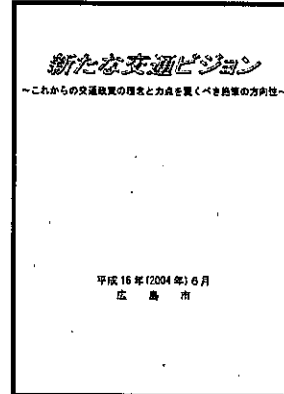 新たな交通ビジョン
～これからの交通政策の理念と力点を置くべき施策の方向性～
平成16年(2004年)6月
広島市